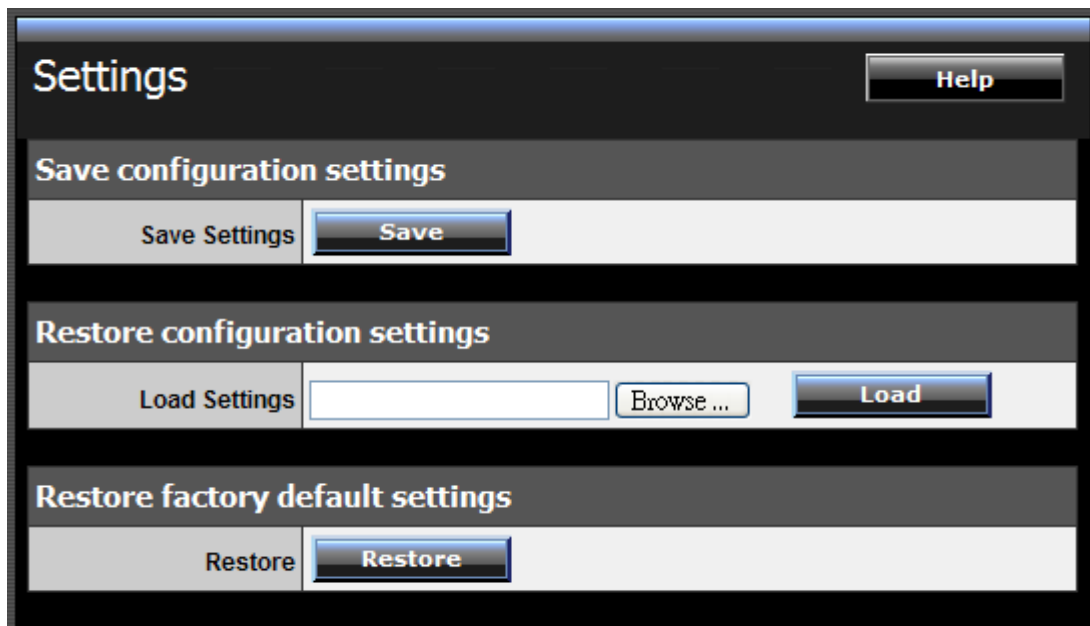 Settings
Help
Save configuration settings
Save Settings
Save
Restore configuration settings
Load Settings
Browse ...
Load
Restore factory default settings
Restore
Restore